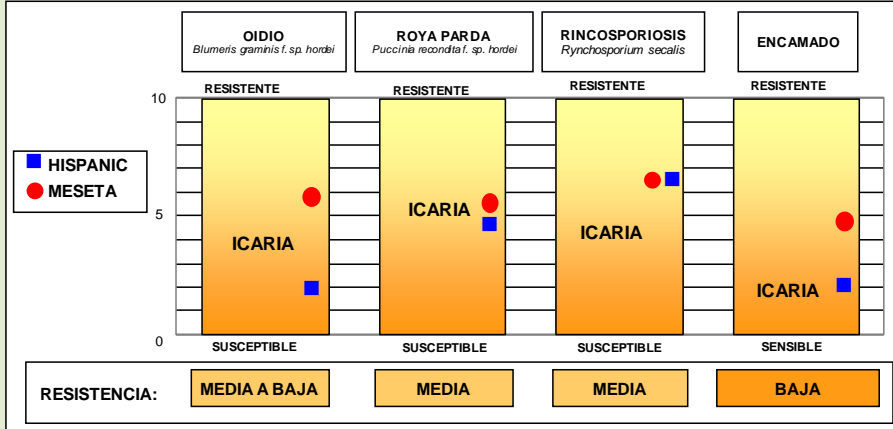 OIDIO
Blumeris graminis f.sp. hordei
ROYA PARDA
Puccinia recondita f. sp. hordei
RINCOSPORIOSIS
Rynchosporium secalis
ENCAMADO
RESISTENTE
RESISTENTE
RESISTENTE
RESISTENTE
10
5
0
HISPANIC
MESETA
ICARIA
ICARIA
ICARIA
ICARIA
SUSCEPTIBLE
SUSCEPTIBLE
SUSCEPTIBLE
SENSIBLE
RESISTENCIA:
MEDIA A BAJA
MEDIA
MEDIA
BAJA